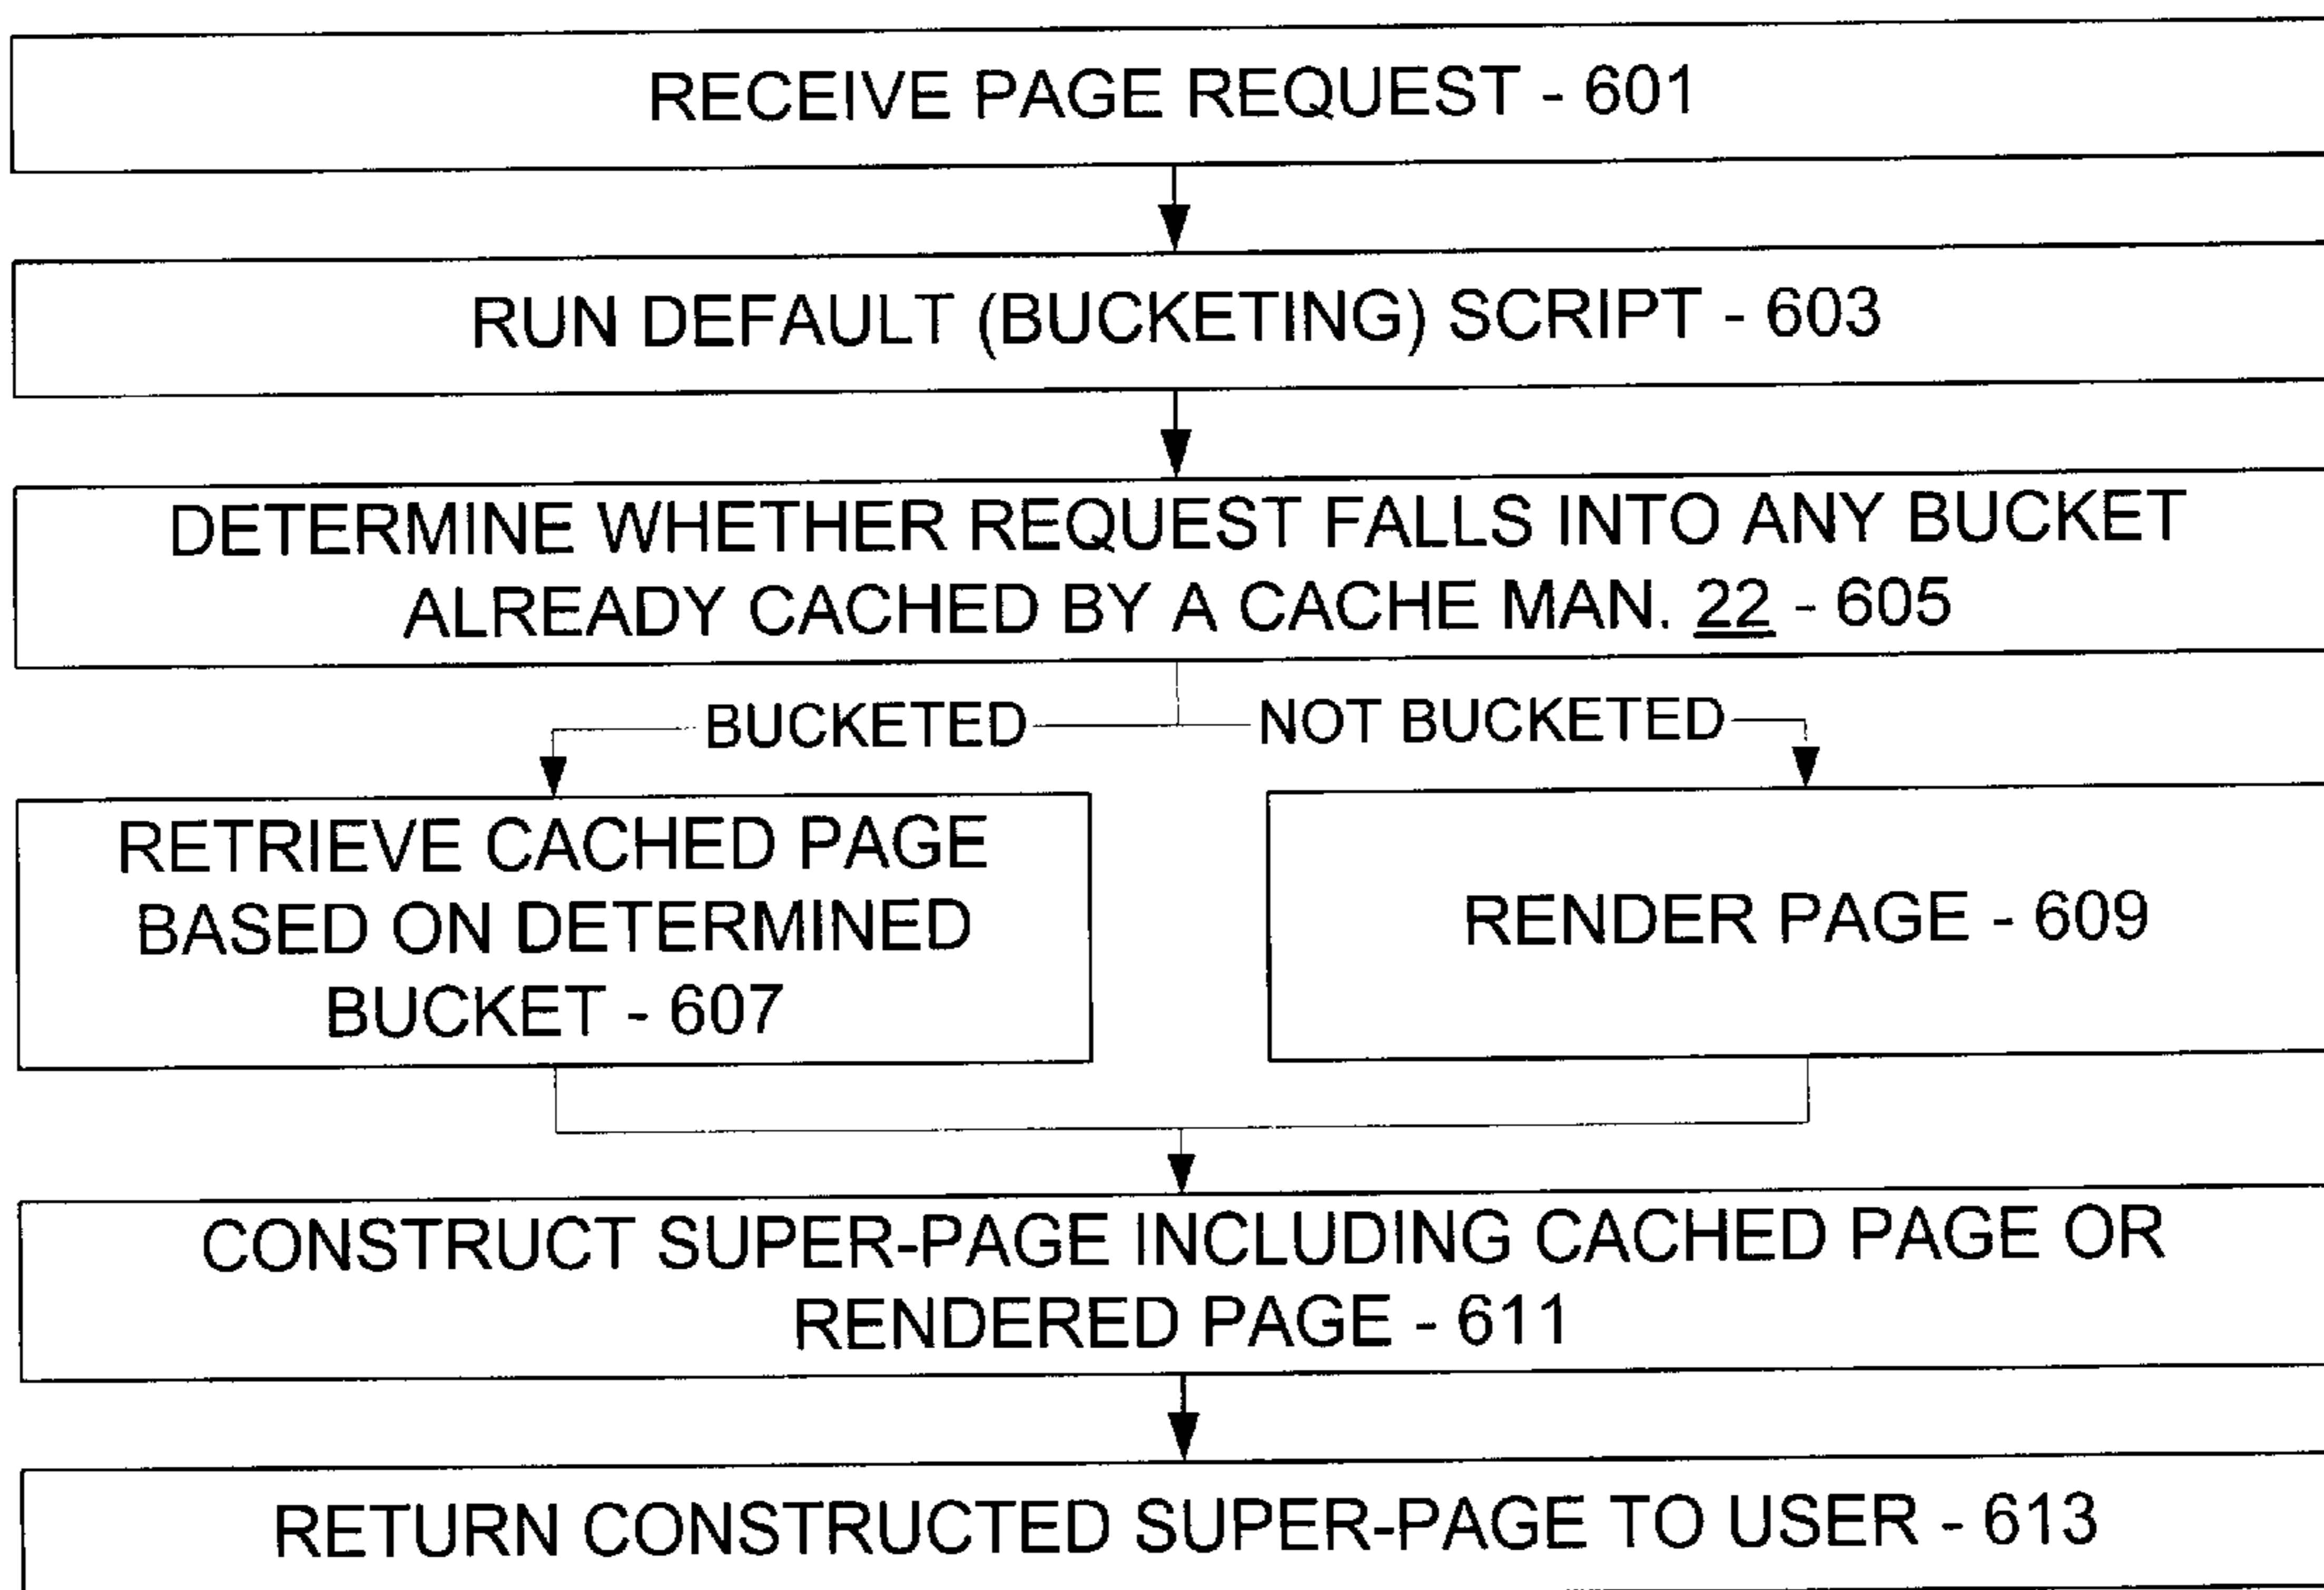 RECEIVE PAGE REQUEST - 601
RUN DEFAULT (BUCKETING) SCRIPT - 603
DETERMINE WHETHER REQUEST FALLS INTO ANY BUCKET
ALREADY CACHED BY A CACHE MAN. 22 - 605
BUCKETED
NOT BUCKETED
RETRIEVE CACHED PAGE
BASED ON DETERMINED
BUCKET - 607
RENDER PAGE - 609
CONSTRUCT SUPER-PAGE INCLUDING CACHED PAGE OR
RENDERED PAGE - 611
RETURN CONSTRUCTED SUPER-PAGE TO USER - 613